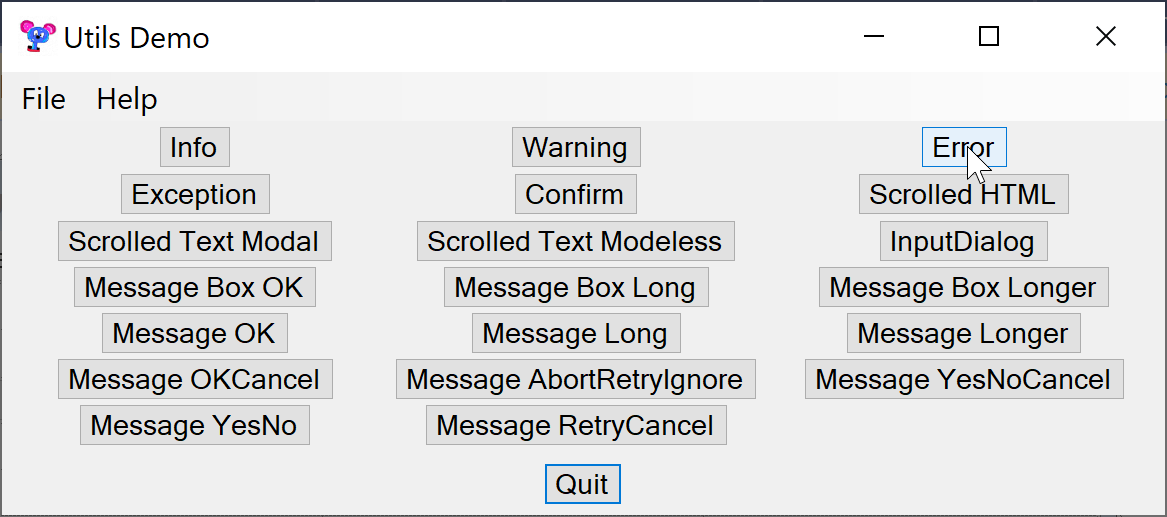 Utils Demo
File Help
Info Warning Error
Exception Confirm Scrolled HTML
Scrolled Text Modal Scrolled Text Modeless InputDialog
Message Box OK Message Box Long Message Box Longer
Message OK Message Long Message Longer
Message OKCancel Message AbortRetryIgnore Message YesNoCancel
Message YesNo Message RetryCancel
Quit